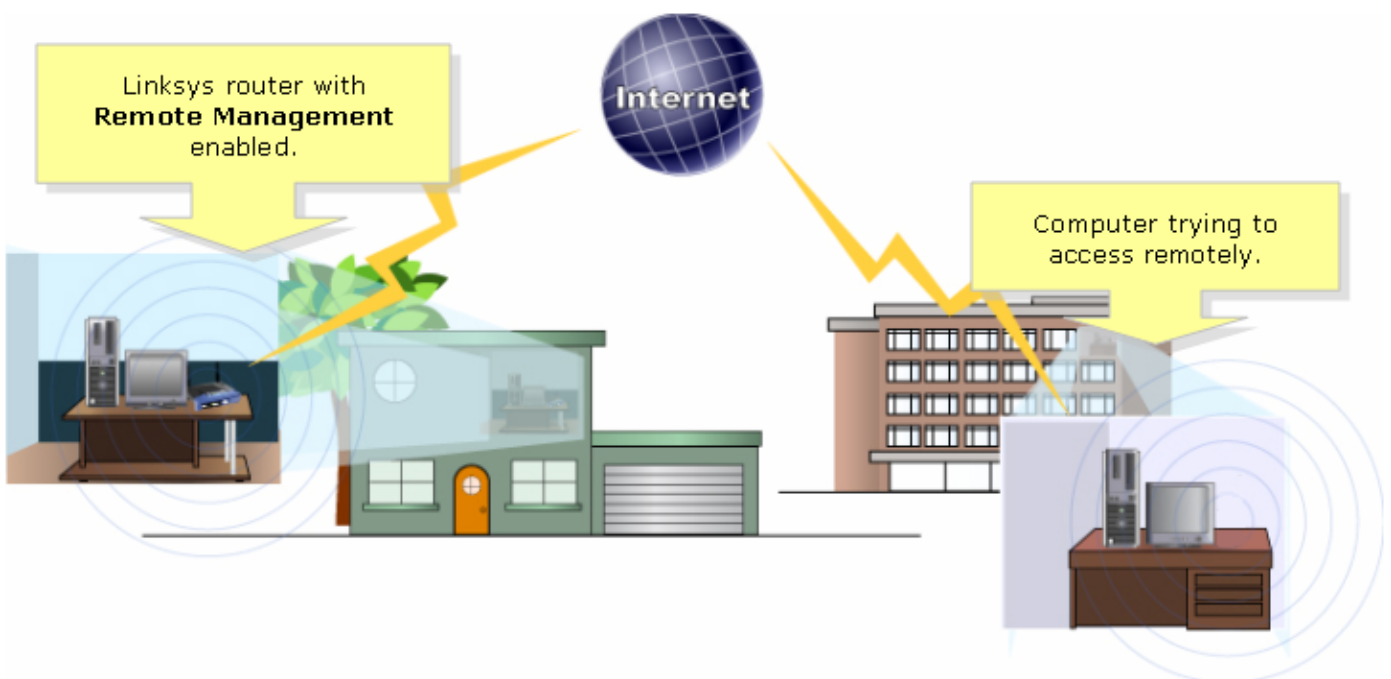 Linksys router with
Remote Management
enabled.
Internet
Computer trying to
access remotely.